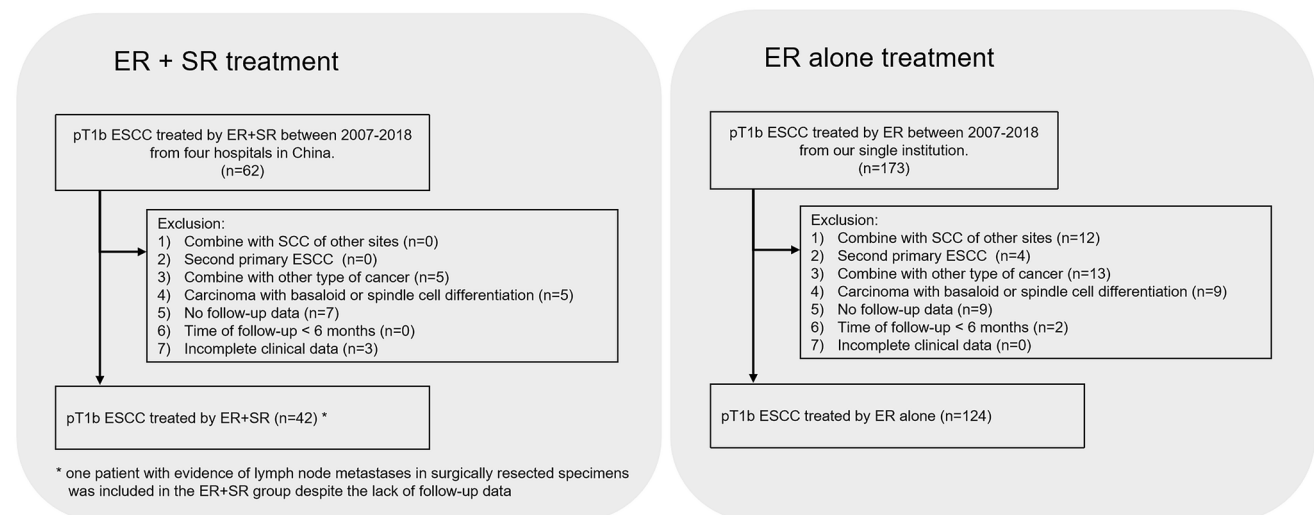 ER + SR treatment
pT1b ESCC treated by ER+SR between 2007-2018
from four hospitals in China.
(n=62)
Exclusion:
1) Combine with SCC of other sites (n=0)
2) Second primary ESCC (n=0)
3) Combine with other type of cancer (n=5)
4) Carcinoma with basaloid or spindle cell differentiation (n=5)
5) No follow-up data (n=7)
6) Time of follow-up < 6 months (n=0)
7) Incomplete clinical data (n=3)
pT1b ESCC treated by ER+SR (n=42) *
* one patient with evidence of lymph node metastases in surgically resected specimens
was included in the ER+SR group despite the lack of follow-up data
ER alone treatment
pT1b ESCC treated by ER between 2007-2018
from our single institution.
(n=173)
Exclusion:
1) Combine with SCC of other sites (n=12)
2) Second primary ESCC (n=4)
3) Combine with other type of cancer (n=13)
4) Carcinoma with basaloid or spindle cell differentiation (n=9)
5) No follow-up data (n=9)
6) Time of follow-up < 6 months (n=2)
7) Incomplete clinical data (n=0)
pT1b ESCC treated by ER alone (n=124)